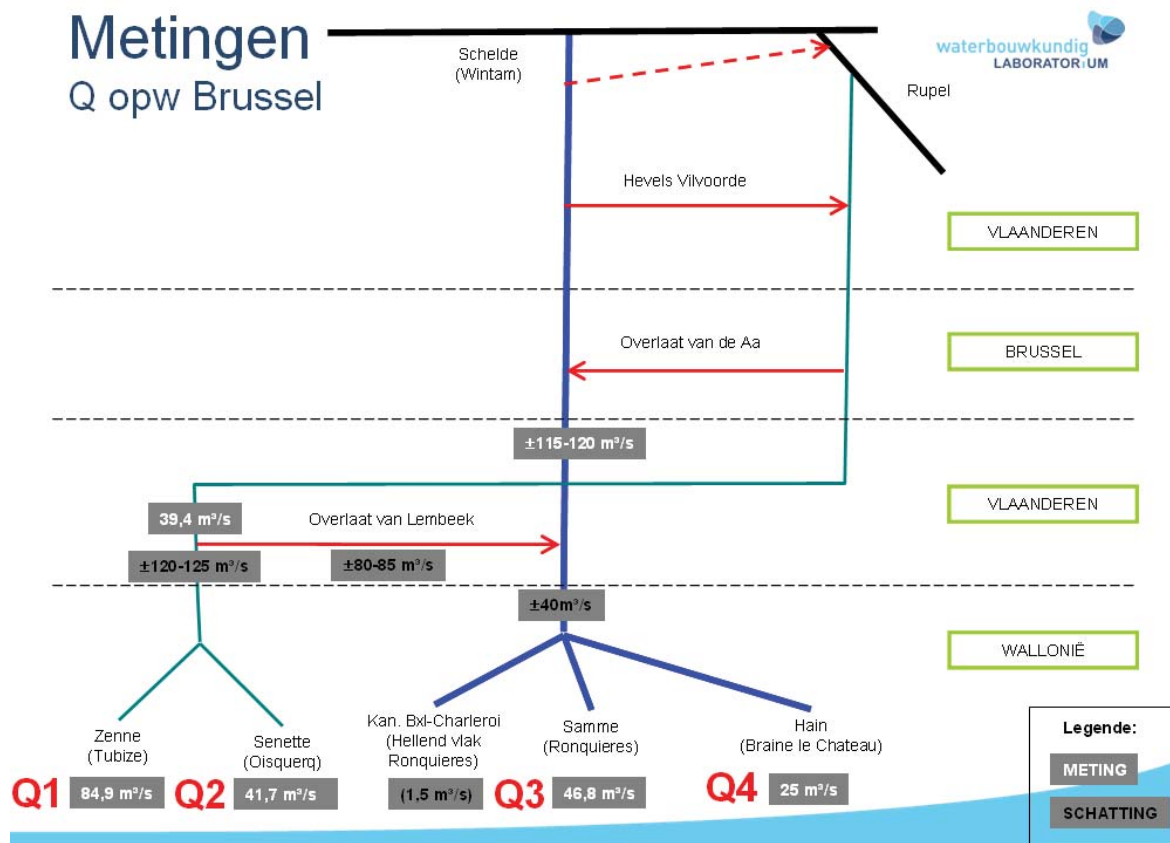 Metingen
Q opw Brussel
Schelde
(Wintam)
waterbouwkundig
LABORATORiUM
Rupel
Hevels Vilvoorde
VLAANDEREN
Overlaat van de Aa
BRUSSEL
±115-120 m³/s
39,4 m³/s
Overlaat van Lembeek
VLAANDEREN
±120-125 m³/s
±80-85 m³/s
±40m³/s
WALLONIË
Zenne
(Tubize)
Senette
(Oisquerq)
Kan. Bxl-Charleroi
(Hellend vlak
Ronquieres)
Samme
(Ronquieres)
Hain
(Braine le Chateau)
Q1 84,9 m³/s
Q2 41,7 m³/s
(1,5 m³/s)
Q3 46,8 m³/s
Q4 25 m³/s
Legende:
METING
SCHATTING